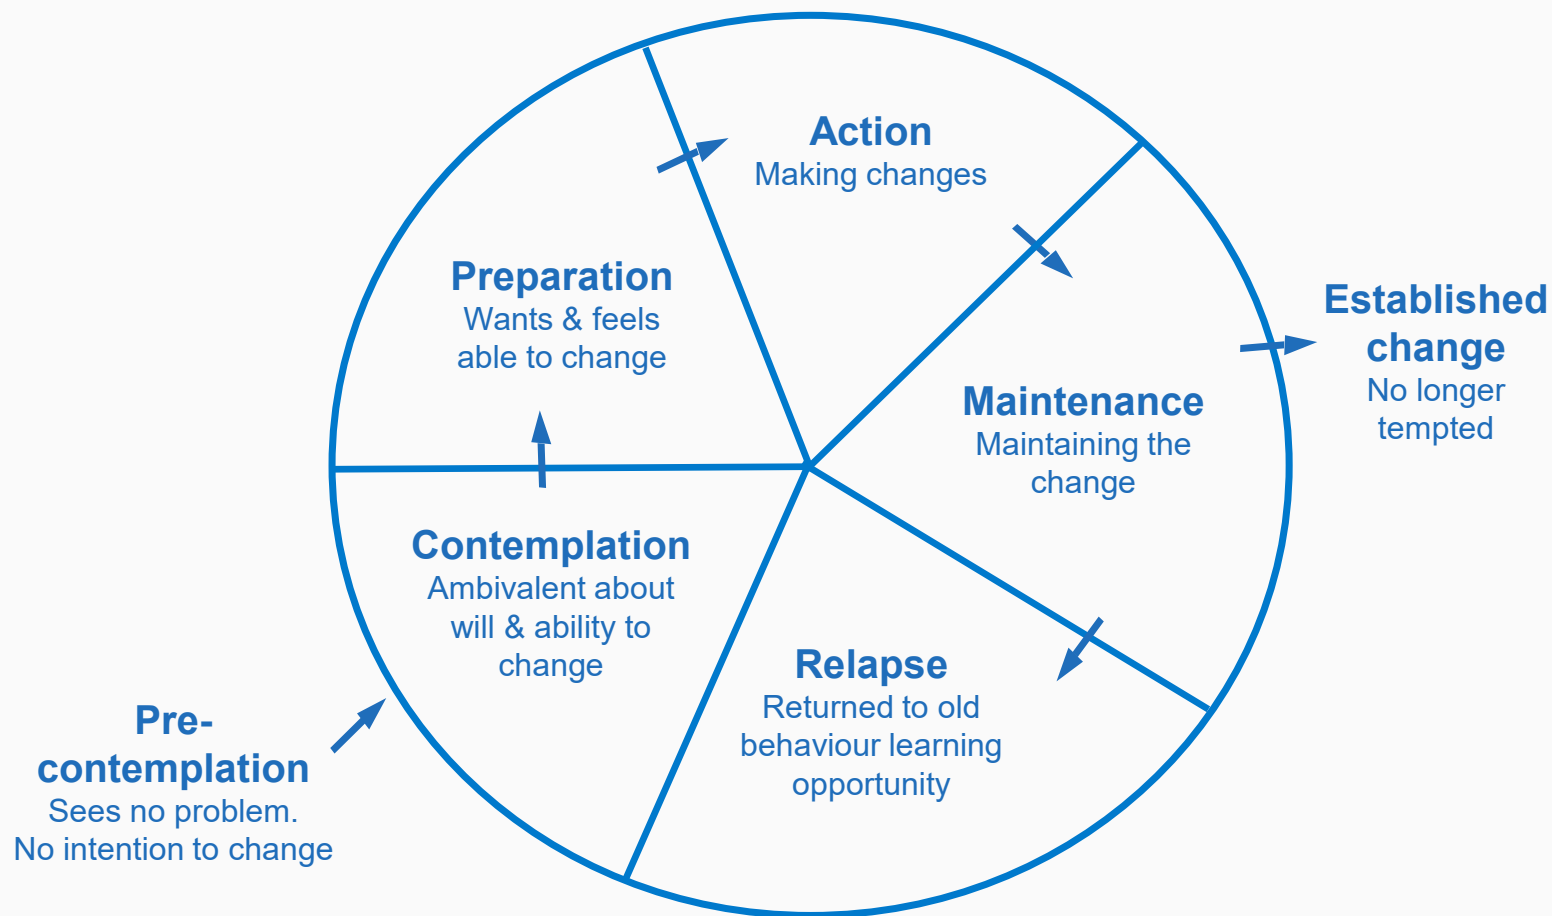 Action
Making changes
Preparation
Wants & feels
able to change
Established
change
No longer
tempted
Maintenance
Maintaining the
change
Contemplation
Ambivalent about
will & ability to
change
Relapse
Returned to old
behaviour learning
opportunity
Pre-
contemplation
Sees no problem.
No intention to change